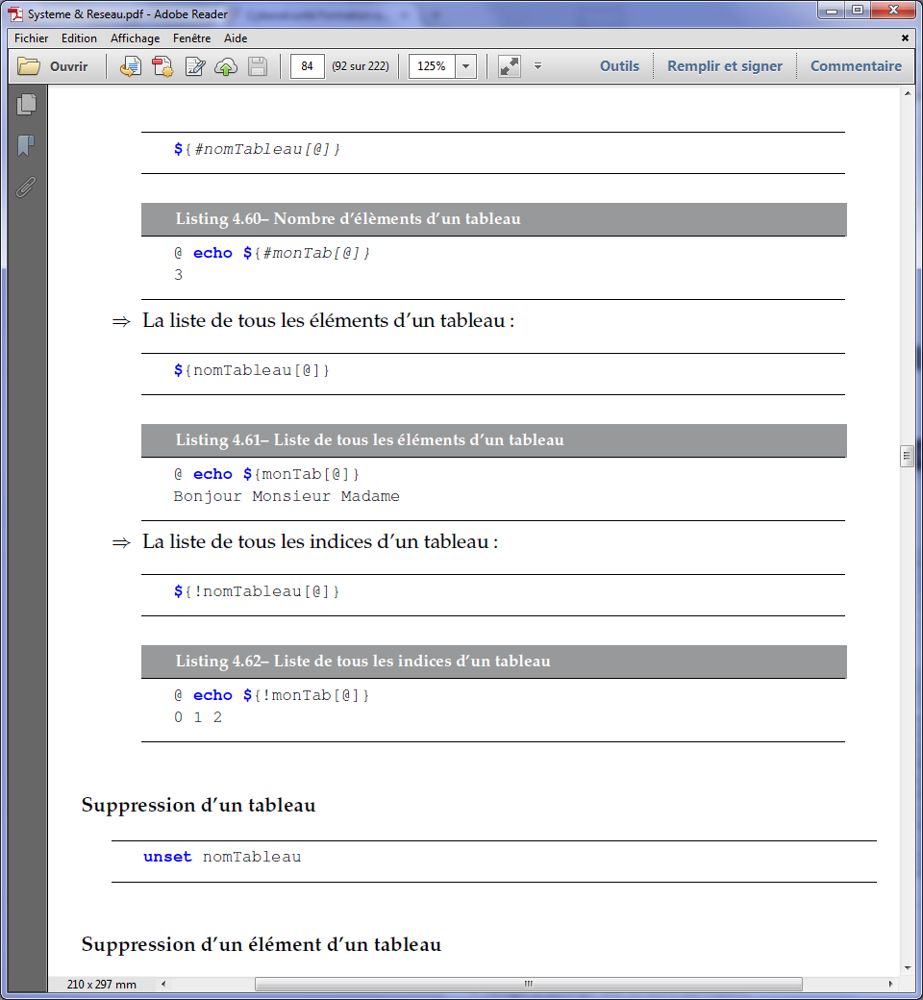 Systeme & Reseau.pdf - Adobe Reader
Fichier Edition Affichage Fenêtre Aide
Ouvrir 84 (92 sur 222) 125% Outils Remplir et signer Commentaire
${#nomTableau[@]}
Listing 4.60– Nombre d'élèments d'un tableau
@ echo ${#monTab[@]}
3
⇒ La liste de tous les éléments d'un tableau :
${nomTableau[@]}
Listing 4.61– Liste de tous les éléments d'un tableau
@ echo ${monTab[@]}
Bonjour Monsieur Madame
⇒ La liste de tous les indices d'un tableau :
${!nomTableau[@]}
Listing 4.62– Liste de tous les indices d'un tableau
@ echo ${!monTab[@]}
0 1 2
Suppression d'un tableau
unset nomTableau
Suppression d'un élément d'un tableau
210 x 297 mm